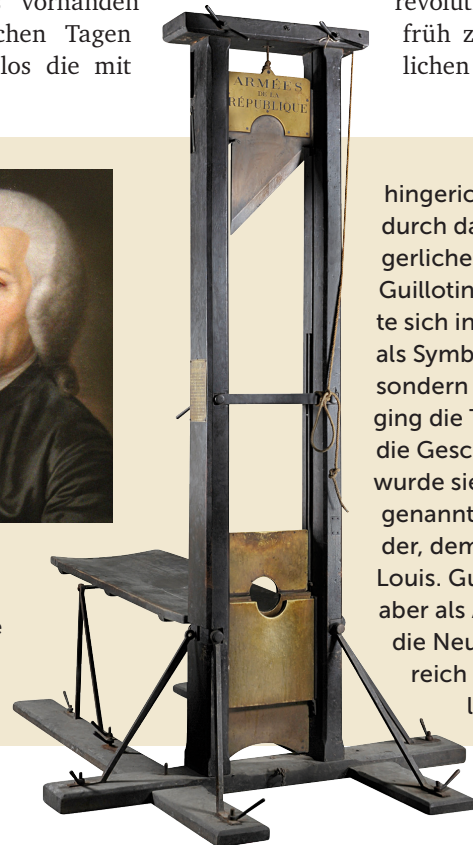 vorhanden
chen Tagen
los die mit
revolut
früh z
lichen
ARMÉES
DE LA
RÉPUBLIQUE
hingeric
durch da
gerliche
Guillotin
te sich in
als Symb
sondern
ging die T
die Gesc
wurde sie
genannt
der, dem
Louis. Gu
aber als A
die Neu
reich
l
e